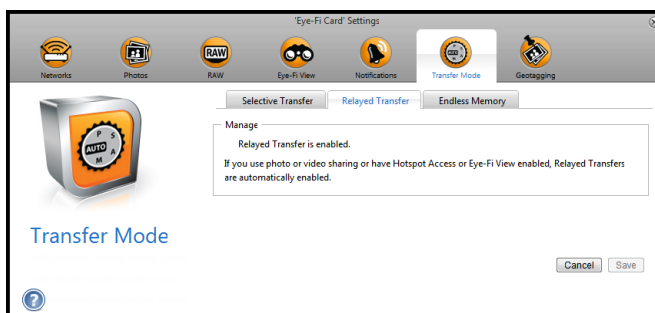 'Eye-Fi Card' Settings
Networks Photos RAW Eye-Fi View Notifications Transfer Mode Geotagging
RAW
AUTO
Selective Transfer Relayed Transfer Endless Memory
Manage
Relayed Transfer is enabled.
If you use photo or video sharing or have Hotspot Access or Eye-Fi View enabled, Relayed Transfers
are automatically enabled.
P S
AUTO A
M
Transfer Mode
Cancel Save
?